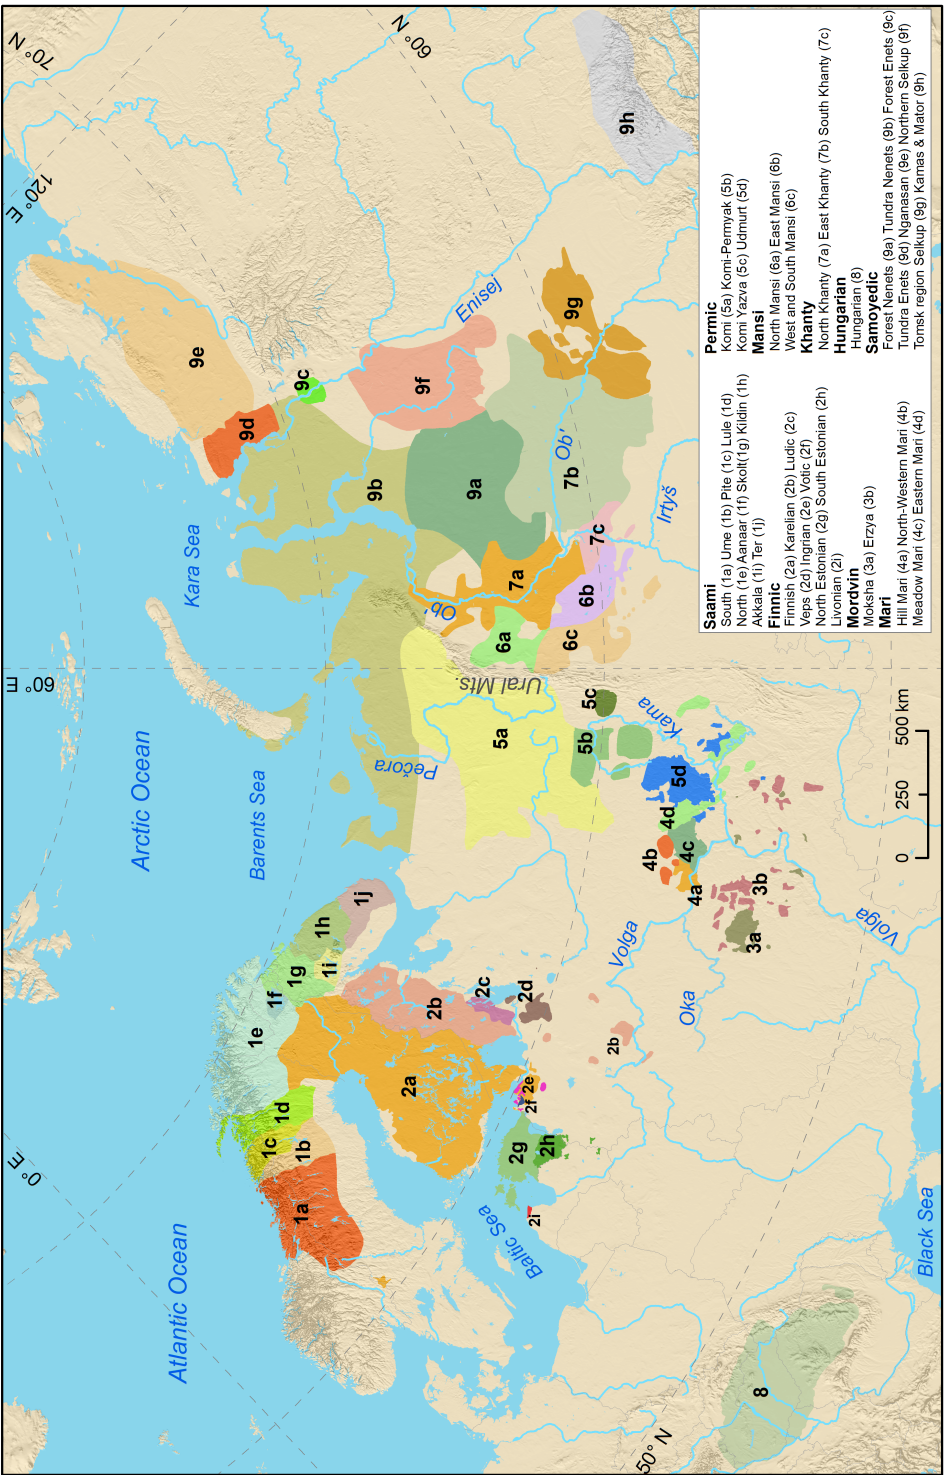 70° N
60° N
120° E
60° E
0° E
50° N
Arctic Ocean
Atlantic Ocean
Barents Sea
Kara Sea
Baltic Sea
Black Sea
Enisej
Ob'
Ob'
Irtyš
Ural Mts.
Pečora
Kama
Volga
Volga
Oka
1a
1b
1c
1d
1e
1f
1g
1h
1i
1j
2a
2b
2b
2c
2d
2e
2f
2g
2h
2i
3a
3b
4a
4b
4c
4d
5a
5b
5c
5d
6a
6b
6c
7a
7b
7c
8
9a
9b
9c
9d
9e
9f
9g
9h
0 250 500 km
Saami
South (1a) Ume (1b) Pite (1c) Lule (1d)
North (1e) Aanaar (1f) Skolt(1g) Kildin (1h)
Akkala (1i) Ter (1j)
Finnic
Finnish (2a) Karelian (2b) Ludic (2c)
Veps (2d) Ingrian (2e) Votic (2f)
North Estonian (2g) South Estonian (2h)
Livonian (2i)
Mordvin
Moksha (3a) Erzya (3b)
Mari
Hill Mari (4a) North-Western Mari (4b)
Meadow Mari (4c) Eastern Mari (4d)
Permic
Komi (5a) Komi-Permyak (5b)
Komi Yazva (5c) Udmurt (5d)
Mansi
North Mansi (6a) East Mansi (6b)
West and South Mansi (6c)
Khanty
North Khanty (7a) East Khanty (7b) South Khanty (7c)
Hungarian
Hungarian (8)
Samoyedic
Forest Nenets (9a) Tundra Nenets (9b) Forest Enets (9c)
Tundra Enets (9d) Nganasan (9e) Northern Selkup (9f)
Tomsk region Selkup (9g) Kamas & Mator (9h)